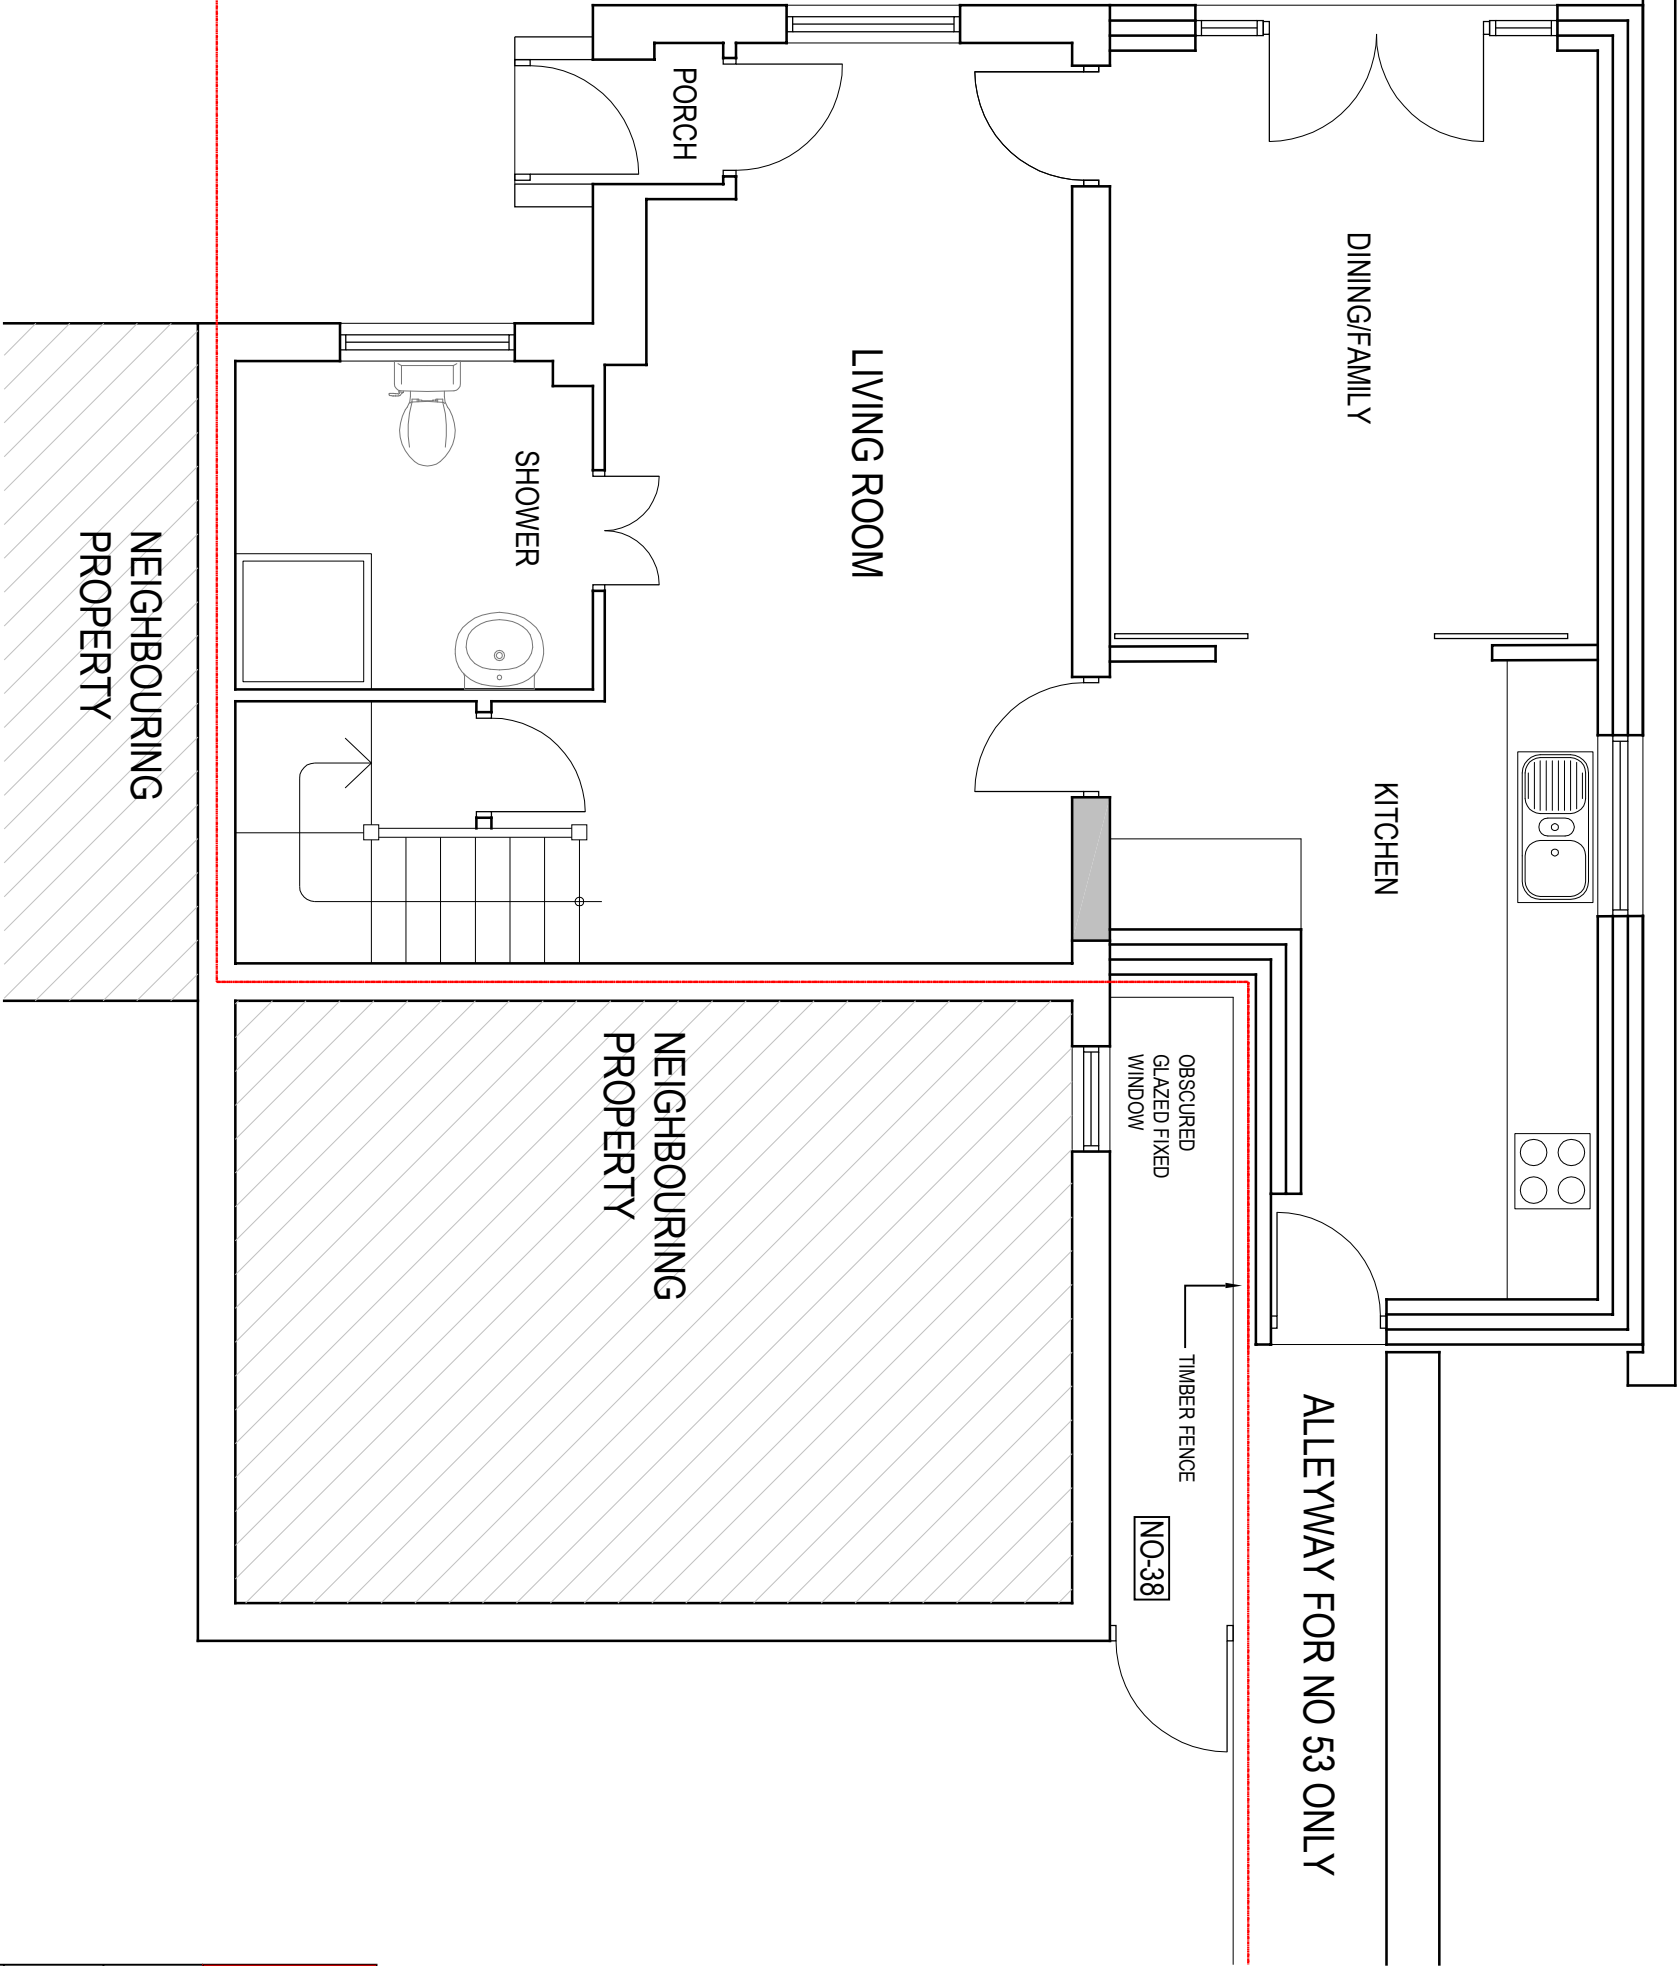 DINING/FAMILY
KITCHEN
PORCH
LIVING ROOM
SHOWER
NEIGHBOURING
PROPERTY
NEIGHBOURING
PROPERTY
OBSCURED
GLAZED FIXED
WINDOW
TIMBER FENCE
NO-38
ALLEYWAY FOR NO 53 ONLY